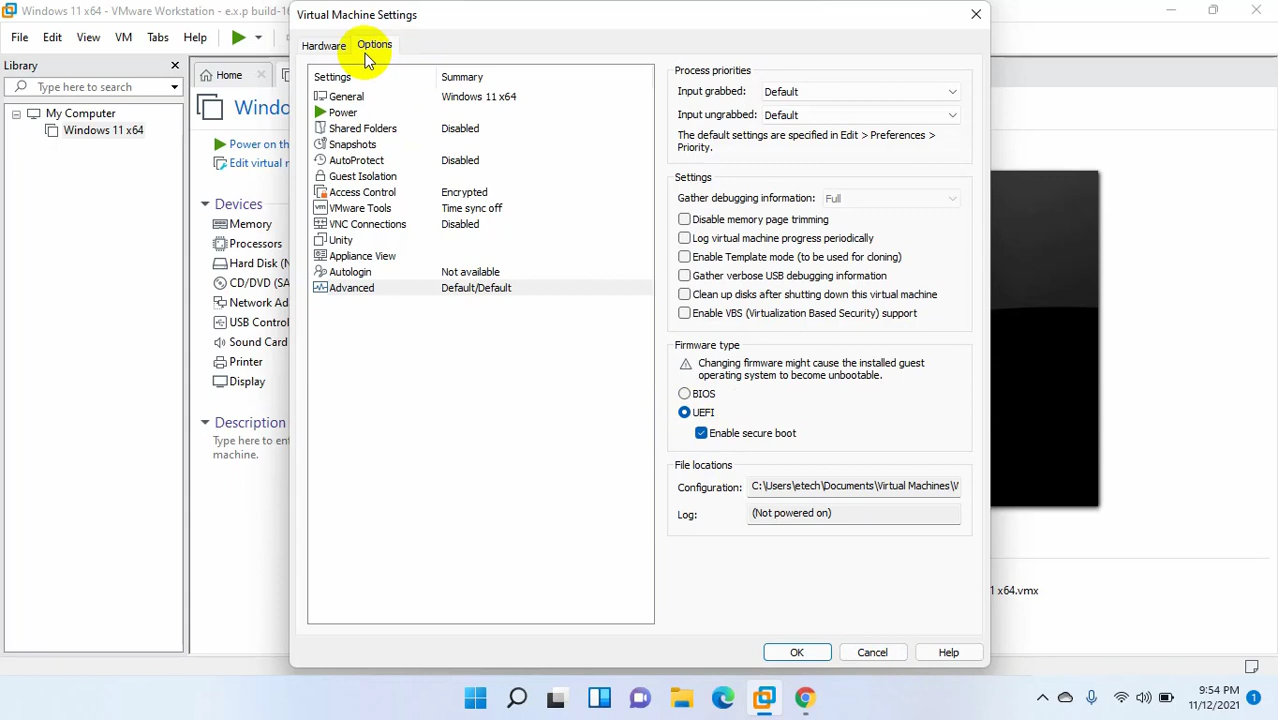 Windows 11 x64 - VMware Workstation - e.x.p build-1
Virtual Machine Settings
File Edit View VM Tabs Help
Hardware Options
Library
Type here to search
My Computer
Windows 11 x64
Home
Windo
Power on th
Edit virtual m
Devices
Memory
Processors
Hard Disk (N
CD/DVD (SA
Network Ad
USB Control
Sound Card
Printer
Display
Description
Type here to ent
machine.
Settings Summary
General Windows 11 x64
Power
Shared Folders Disabled
Snapshots
AutoProtect Disabled
Guest Isolation
Access Control Encrypted
VMware Tools Time sync off
VNC Connections Disabled
Unity
Appliance View
Autologin Not available
Advanced Default/Default
Process priorities
Input grabbed: Default
Input ungrabbed: Default
The default settings are specified in Edit > Preferences >
Priority.
Settings
Gather debugging information: Full
Disable memory page trimming
Log virtual machine progress periodically
Enable Template mode (to be used for cloning)
Gather verbose USB debugging information
Clean up disks after shutting down this virtual machine
Enable VBS (Virtualization Based Security) support
Firmware type
Changing firmware might cause the installed guest
operating system to become unbootable.
BIOS
UEFI
Enable secure boot
File locations
Configuration: C:\Users\etech\Documents\Virtual Machines\
Log: (Not powered on)
1 x64.vmx
OK Cancel Help
9:54 PM
11/12/2021
1